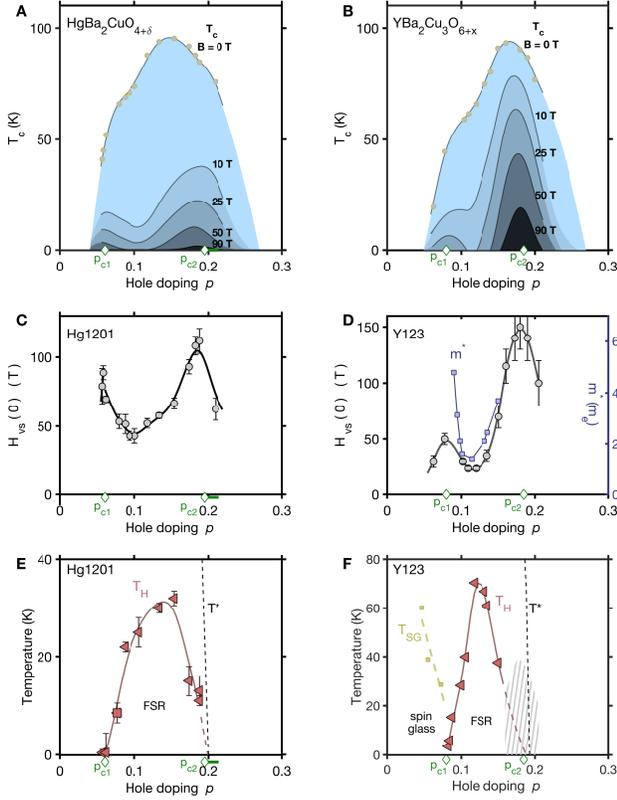 A
HgBa2CuO4+δ
Tc
B = 0 T
10 T
25 T
50 T
90 T
100
50
0
Tc (K)
0
0.1
0.2
0.3
pc1
pc2
Hole doping p
B
YBa2Cu3O6+x
Tc
B = 0 T
10 T
25 T
50 T
90 T
100
50
0
Tc (K)
0
0.1
0.2
0.3
pc1
pc2
Hole doping p
C
Hg1201
100
50
0
Hvs(0) (T)
0
0.1
0.2
0.3
pc1
pc2
Hole doping p
D
Y123
m*
150
100
50
0
Hvs(0) (T)
6
4
2
0
m* (me)
0
0.1
0.2
0.3
pc1
pc2
Hole doping p
E
Hg1201
TH
T*
FSR
40
20
0
Temperature (K)
0
0.1
0.2
0.3
pc1
pc2
Hole doping p
F
Y123
TH
T*
TSG
spin
glass
FSR
80
60
40
20
0
Temperature (K)
0
0.1
0.2
0.3
pc1
pc2
Hole doping p